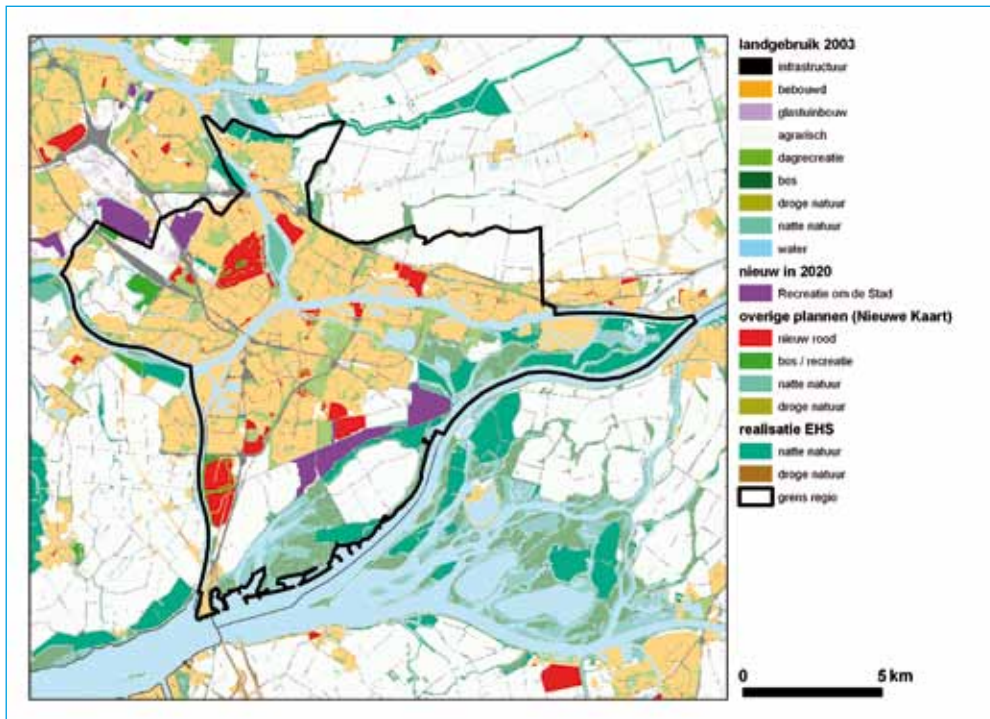 landgebruik 2003
infrastructuur
bebouwd
glastuinbouw
agrarisch
dagrecreatie
bos
droge natuur
natte natuur
water
nieuw in 2020
Recreatie om de Stad
overige plannen (Nieuwe Kaart)
nieuw rood
bos / recreatie
natte natuur
droge natuur
realisatie EHS
natte natuur
droge natuur
grens regio
0 5 km